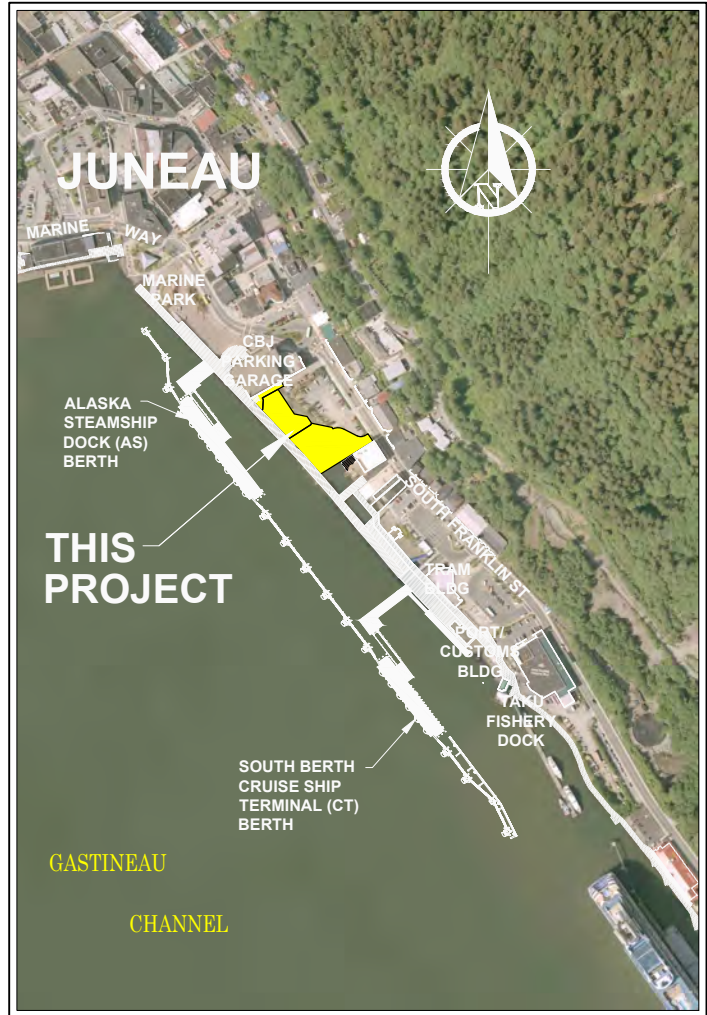 JUNEAU
N
MARINE WAY
MARINE
PARK
CBJ
PARKING
GARAGE
ALASKA
STEAMSHIP
DOCK (AS)
BERTH
THIS
PROJECT
SOUTH FRANKLIN ST
TRAM
BLDG
PORT/
CUSTOMS
BLDG
YAKU
FISHERY
DOCK
SOUTH BERTH
CRUISE SHIP
TERMINAL (CT)
BERTH
GASTINEAU
CHANNEL